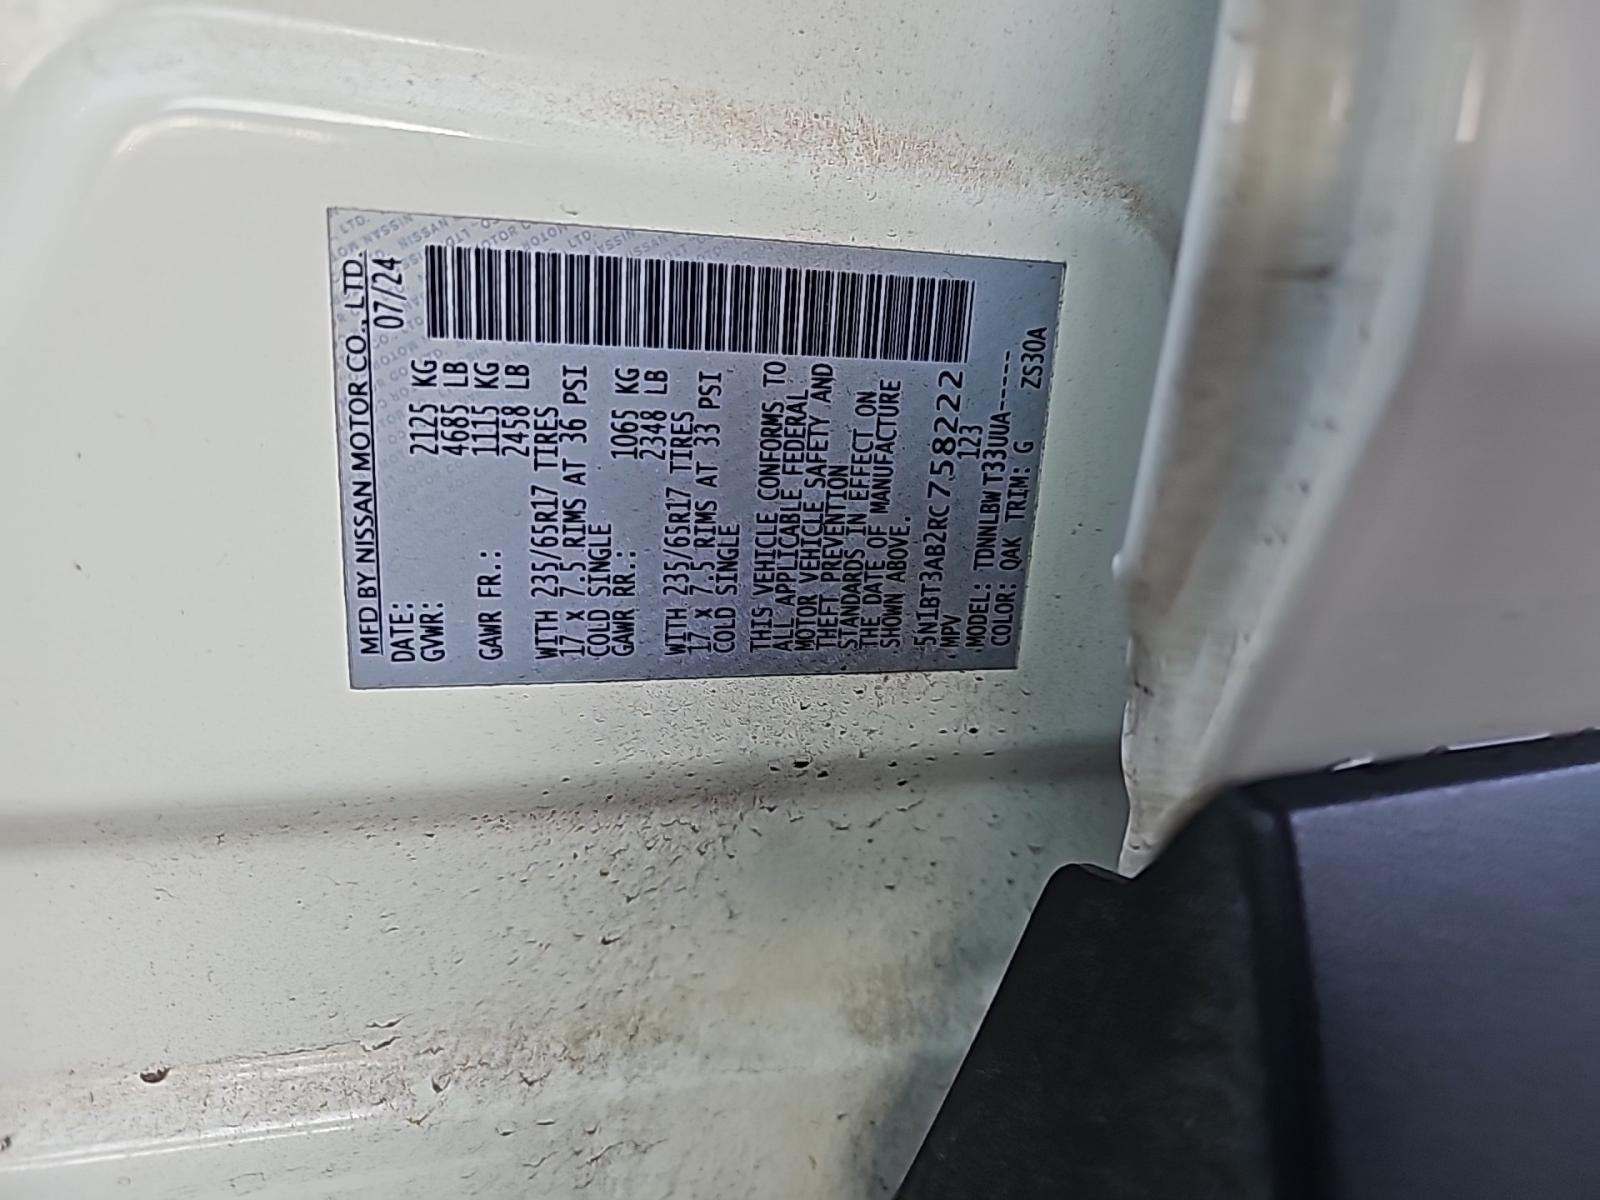 MFD BY NISSAN MOTOR CO., LTD.
DATE: 07/24
GVWR: 2125 KG
4685 LB
GAWR FR.: 1115 KG
2458 LB
WITH 235/65R17 TIRES
17 X 7.5 RIMS AT 36 PSI
COLD SINGLE
GAWR RR.: 1065 KG
2348 LB
WITH 235/65R17 TIRES
17 X 7.5 RIMS AT 33 PSI
COLD SINGLE
THIS VEHICLE CONFORMS TO
ALL APPLICABLE FEDERAL
MOTOR VEHICLE SAFETY AND
THEFT PREVENTION
STANDARDS IN EFFECT ON
THE DATE OF MANUFACTURE
SHOWN ABOVE.
5N1BT3AB2RC758222
MPV 123
MODEL: TDNNLBW T33UUA-----
COLOR: QAK TRIM: G ZS30A